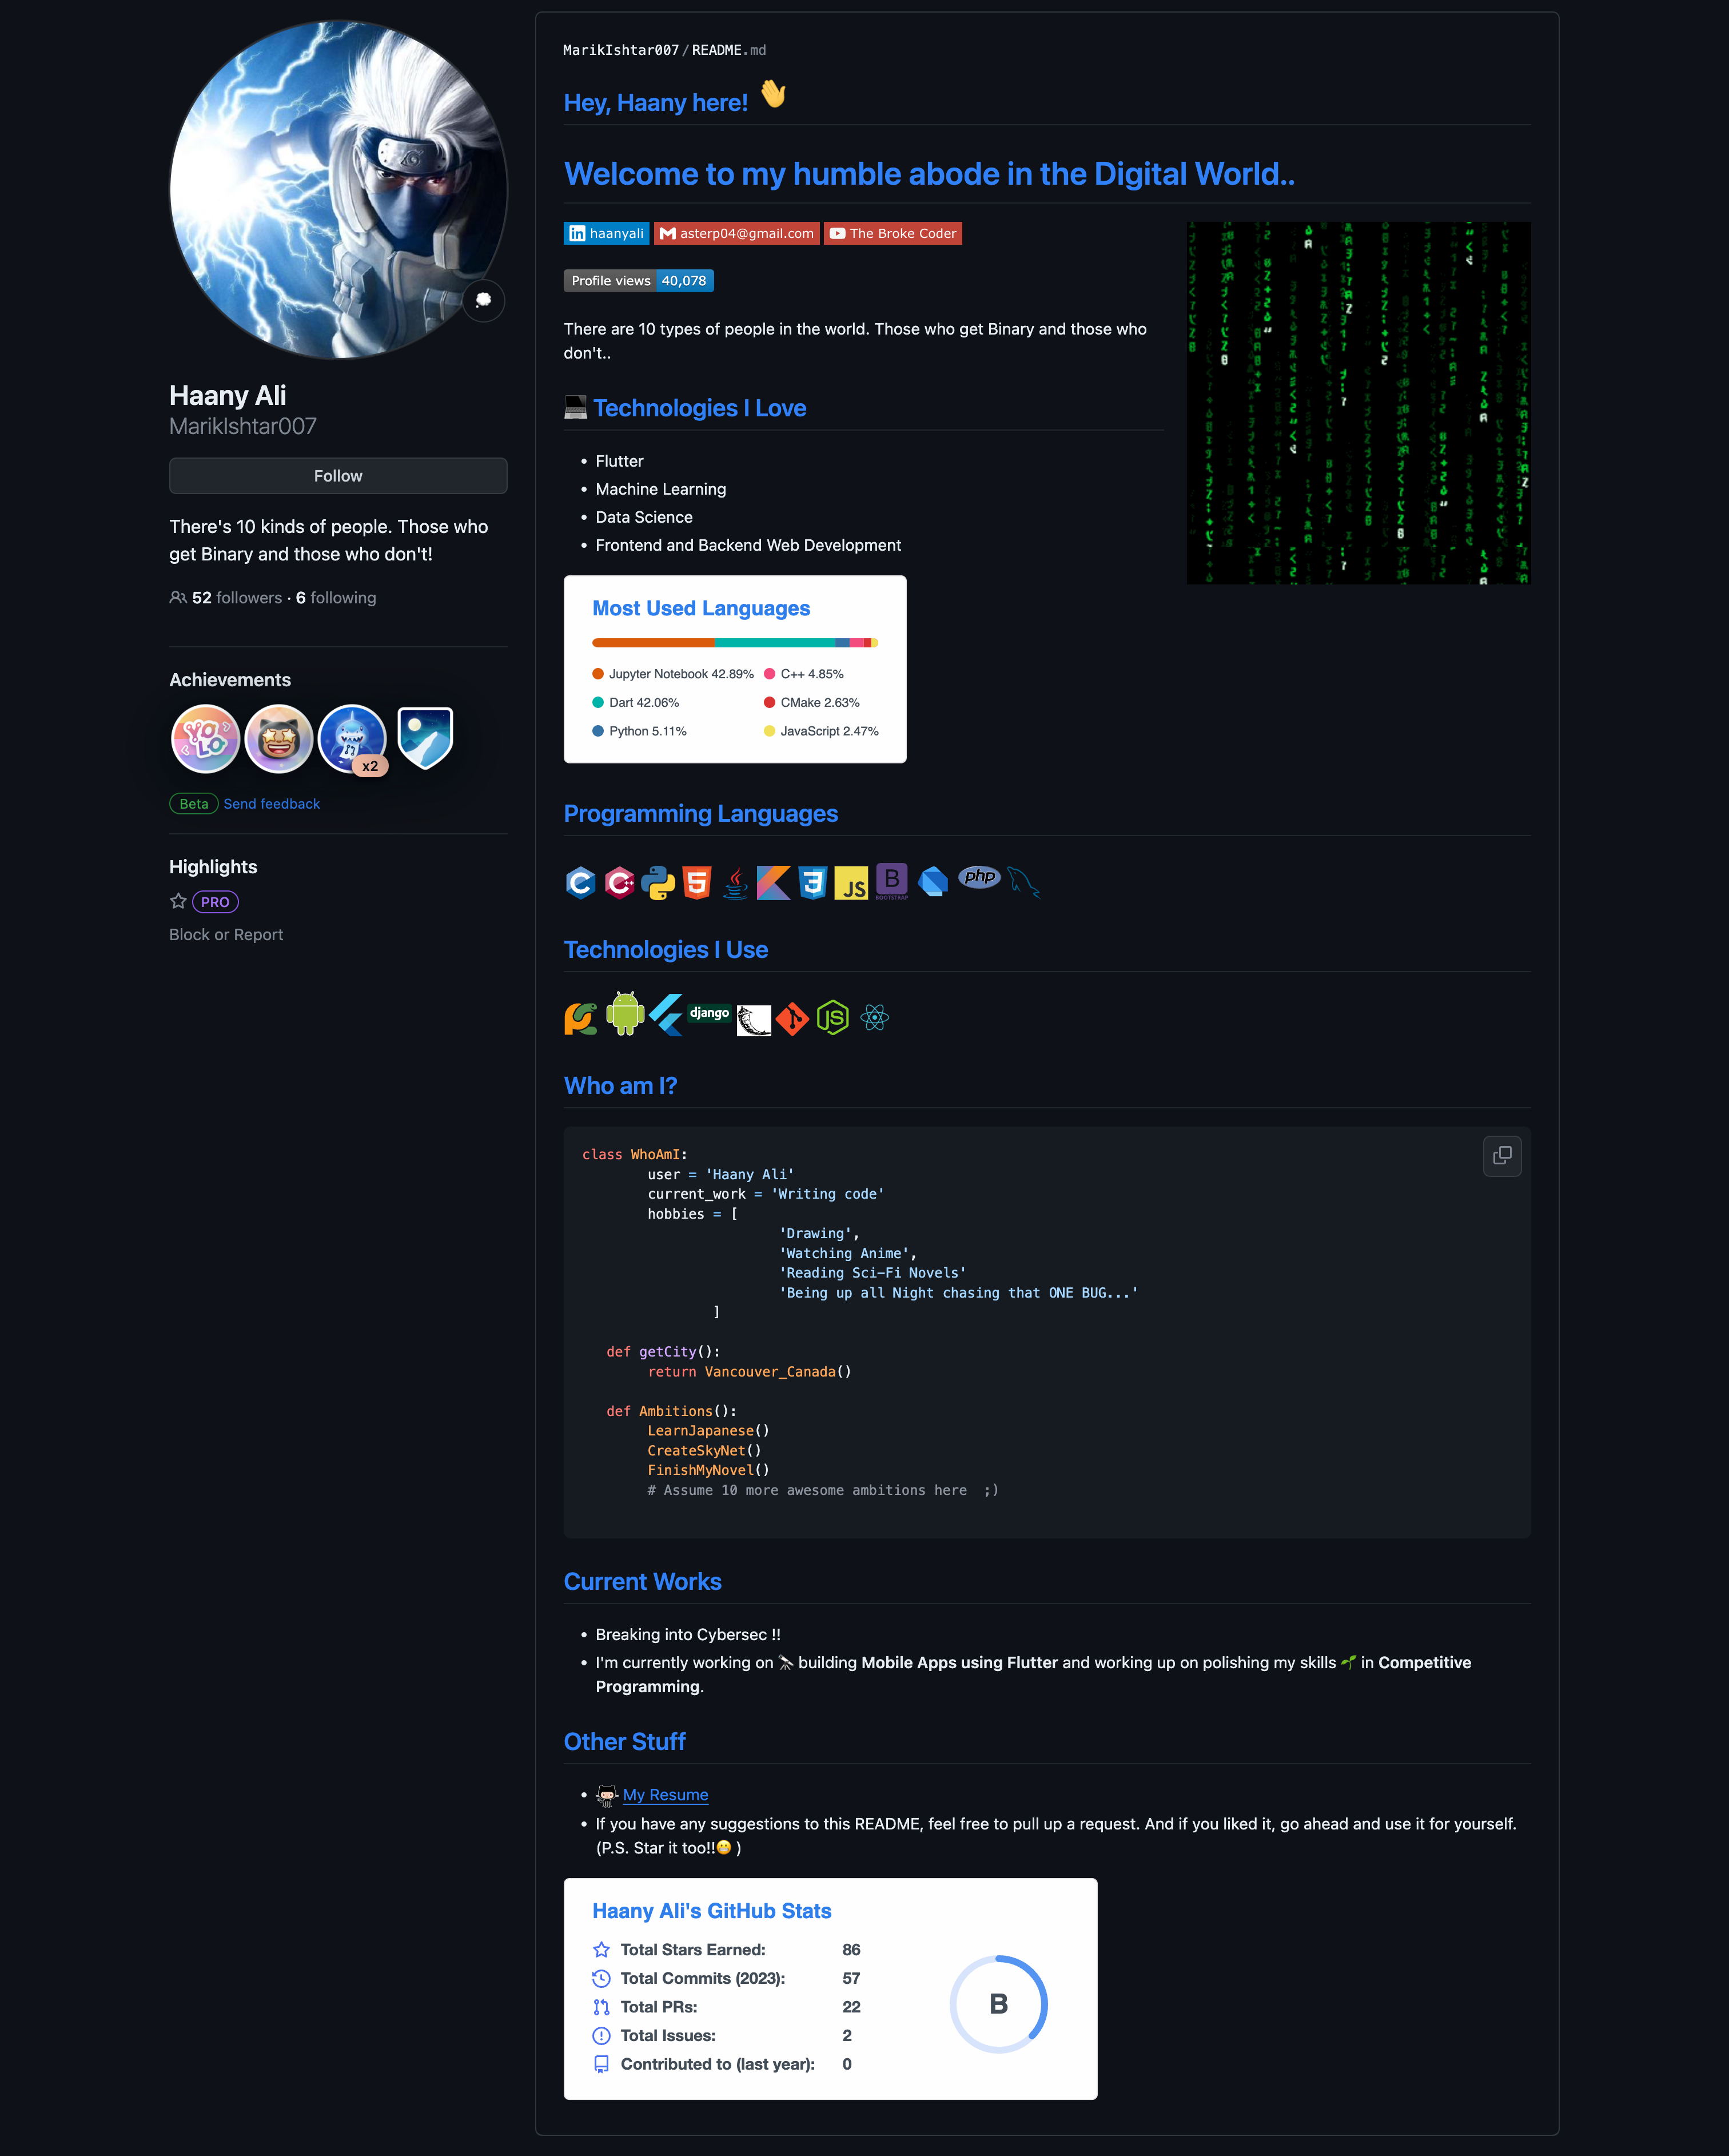 Haany Ali
MarikIshtar007
Follow
There's 10 kinds of people. Those who
get Binary and those who don't!
52 followers · 6 following
Achievements
YOLO
x2
Beta Send feedback
Highlights
PRO
Block or Report
MarikIshtar007/README.md
Hey, Haany here! 👋
Welcome to my humble abode in the Digital World..
in haanyali asterp04@gmail.com The Broke Coder
Profile views 40,078
There are 10 types of people in the world. Those who get Binary and those who
don't..
💻 Technologies I Love
• Flutter
• Machine Learning
• Data Science
• Frontend and Backend Web Development
Most Used Languages
Jupyter Notebook 42.89% C++ 4.85%
Dart 42.06% CMake 2.63%
Python 5.11% JavaScript 2.47%
Programming Languages
C C++ 5 3 JS B BOOTSTRAP php
Technologies I Use
django JS
Who am I?
class WhoAmI:
user = 'Haany Ali'
current_work = 'Writing code'
hobbies = [
'Drawing',
'Watching Anime',
'Reading Sci-Fi Novels'
'Being up all Night chasing that ONE BUG...'
]
def getCity():
return Vancouver_Canada()
def Ambitions():
LearnJapanese()
CreateSkyNet()
FinishMyNovel()
# Assume 10 more awesome ambitions here  ;)
Current Works
• Breaking into Cybersec !!
• I'm currently working on 🔭 building Mobile Apps using Flutter and working up on polishing my skills 🌱 in Competitive
Programming.
Other Stuff
• My Resume
• If you have any suggestions to this README, feel free to pull up a request. And if you liked it, go ahead and use it for yourself.
(P.S. Star it too!!😬 )
Haany Ali's GitHub Stats
Total Stars Earned: 86
Total Commits (2023): 57
Total PRs: 22
Total Issues: 2
Contributed to (last year): 0
B